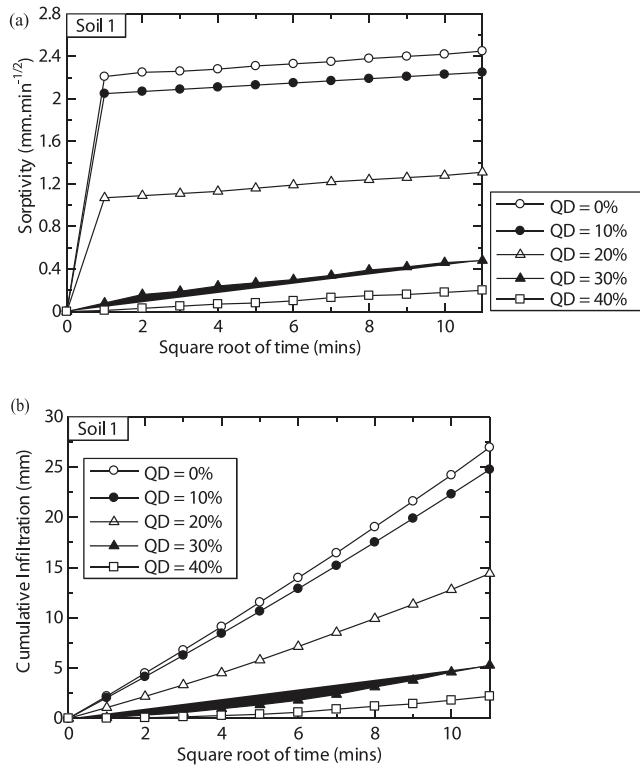 (a)
Soil 1
2.8
2.4
2
1.6
1.2
0.8
0.4
0
Sorptivity (mm.min⁻¹/²)
0 2 4 6 8 10
Square root of time (mins)
QD = 0%
QD = 10%
QD = 20%
QD = 30%
QD = 40%
(b)
Soil 1
30
25
20
15
10
5
0
Cumulative Infiltration (mm)
QD = 0%
QD = 10%
QD = 20%
QD = 30%
QD = 40%
0 2 4 6 8 10
Square root of time (mins)